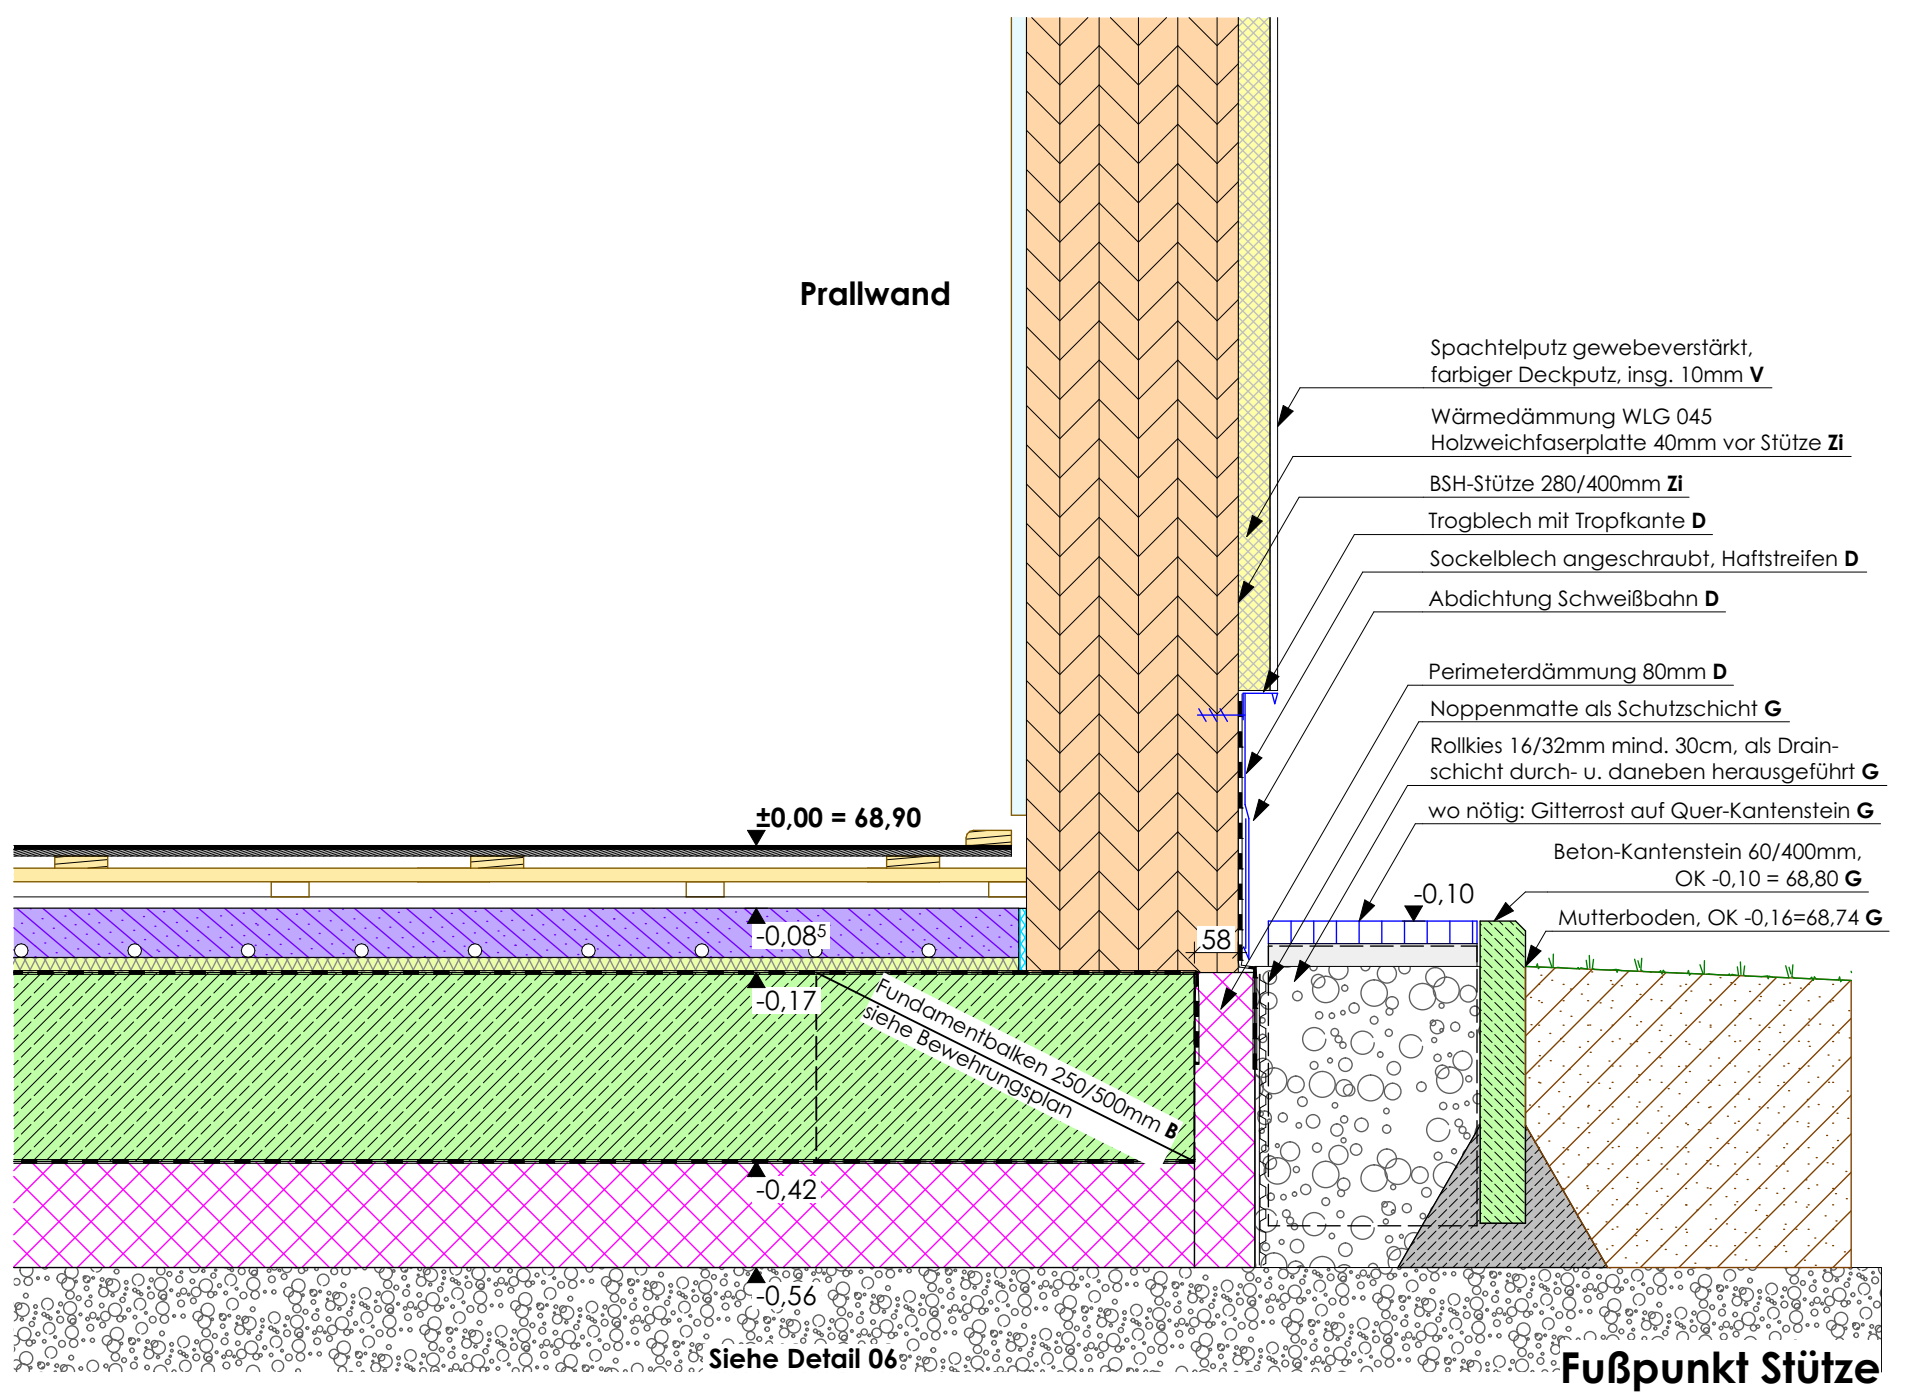 Prallwand
Spachtelputz gewebeverstärkt,
farbiger Deckputz, insg. 10mm V
Wärmedämmung WLG 045
Holzweichfaserplatte 40mm vor Stütze Zi
BSH-Stütze 280/400mm Zi
Trogblech mit Tropfkante D
Sockelblech angeschraubt, Haftstreifen D
Abdichtung Schweißbahn D
Perimeterdämmung 80mm D
Noppenmatte als Schutzschicht G
Rollkies 16/32mm mind. 30cm, als Drain-
schicht durch- u. daneben herausgeführt G
wo nötig: Gitterrost auf Quer-Kantenstein G
Beton-Kantenstein 60/400mm,
OK -0,10 = 68,80 G
Mutterboden, OK -0,16=68,74 G
±0,00 = 68,90
-0,10
-0,08⁵
58
-0,17
Fundamentbalken 250/500mm B
siehe Bewehrungsplan
-0,42
-0,56
Siehe Detail 06
Fußpunkt Stütze